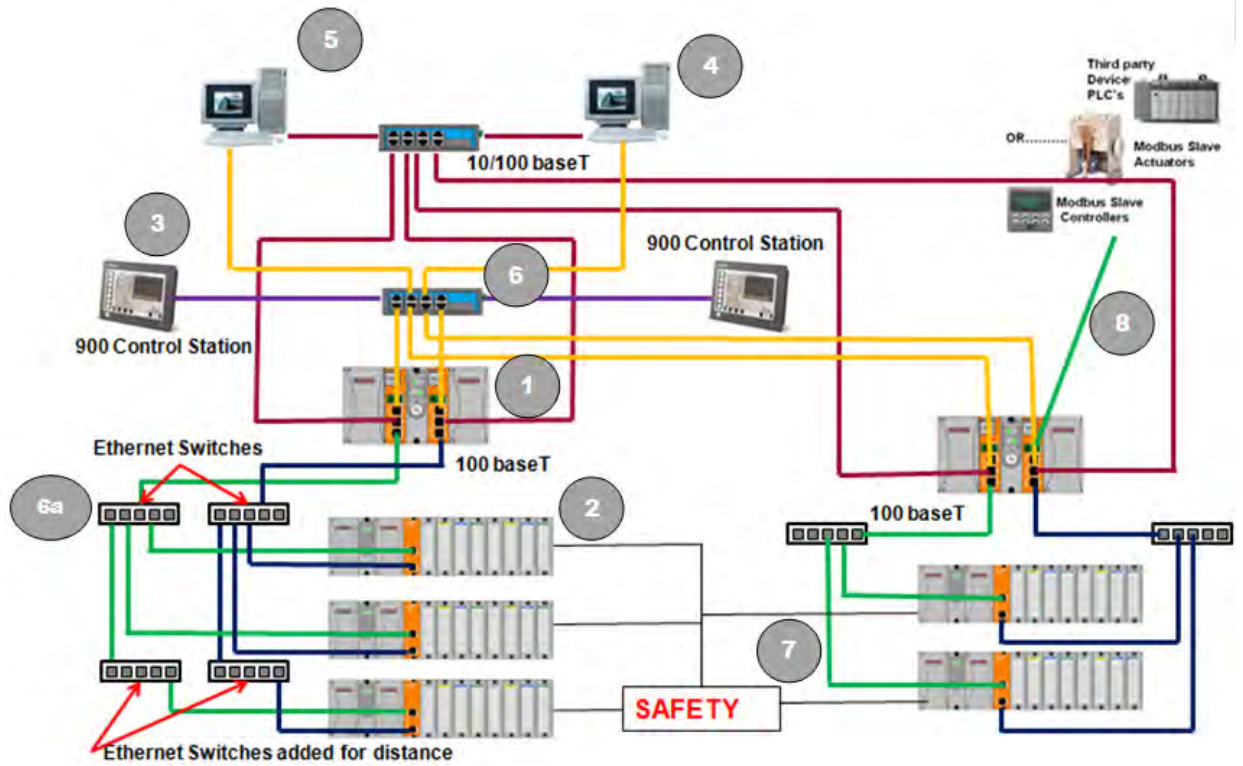 5
4
Third party
Device
PLC's
10/100 baseT
OR..........
Modbus Slave
Actuators
3
Modbus Slave
Controllers
900 Control Station
6
8
900 Control Station
1
Ethernet Switches
100 baseT
6a
2
100 baseT
7
SAFETY
Ethernet Switches added for distance